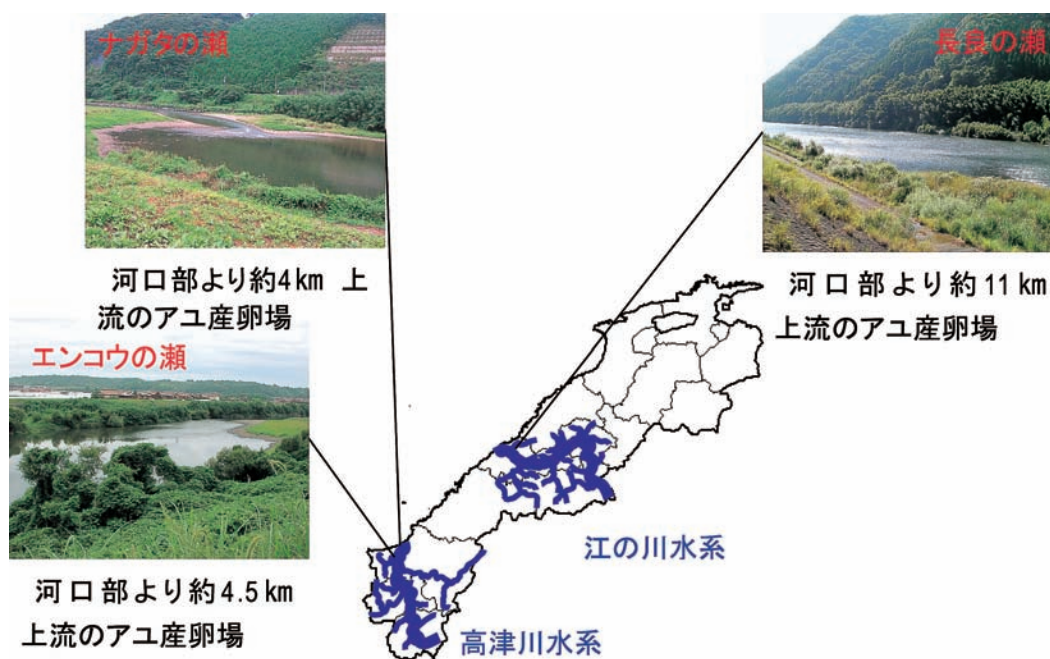 ナガタの瀬
河口部より約4km 上
流のアユ産卵場
エンコウの瀬
河口部より約4.5km
上流のアユ産卵場
長良の瀬
河口部より約11km
上流のアユ産卵場
江の川水系
高津川水系